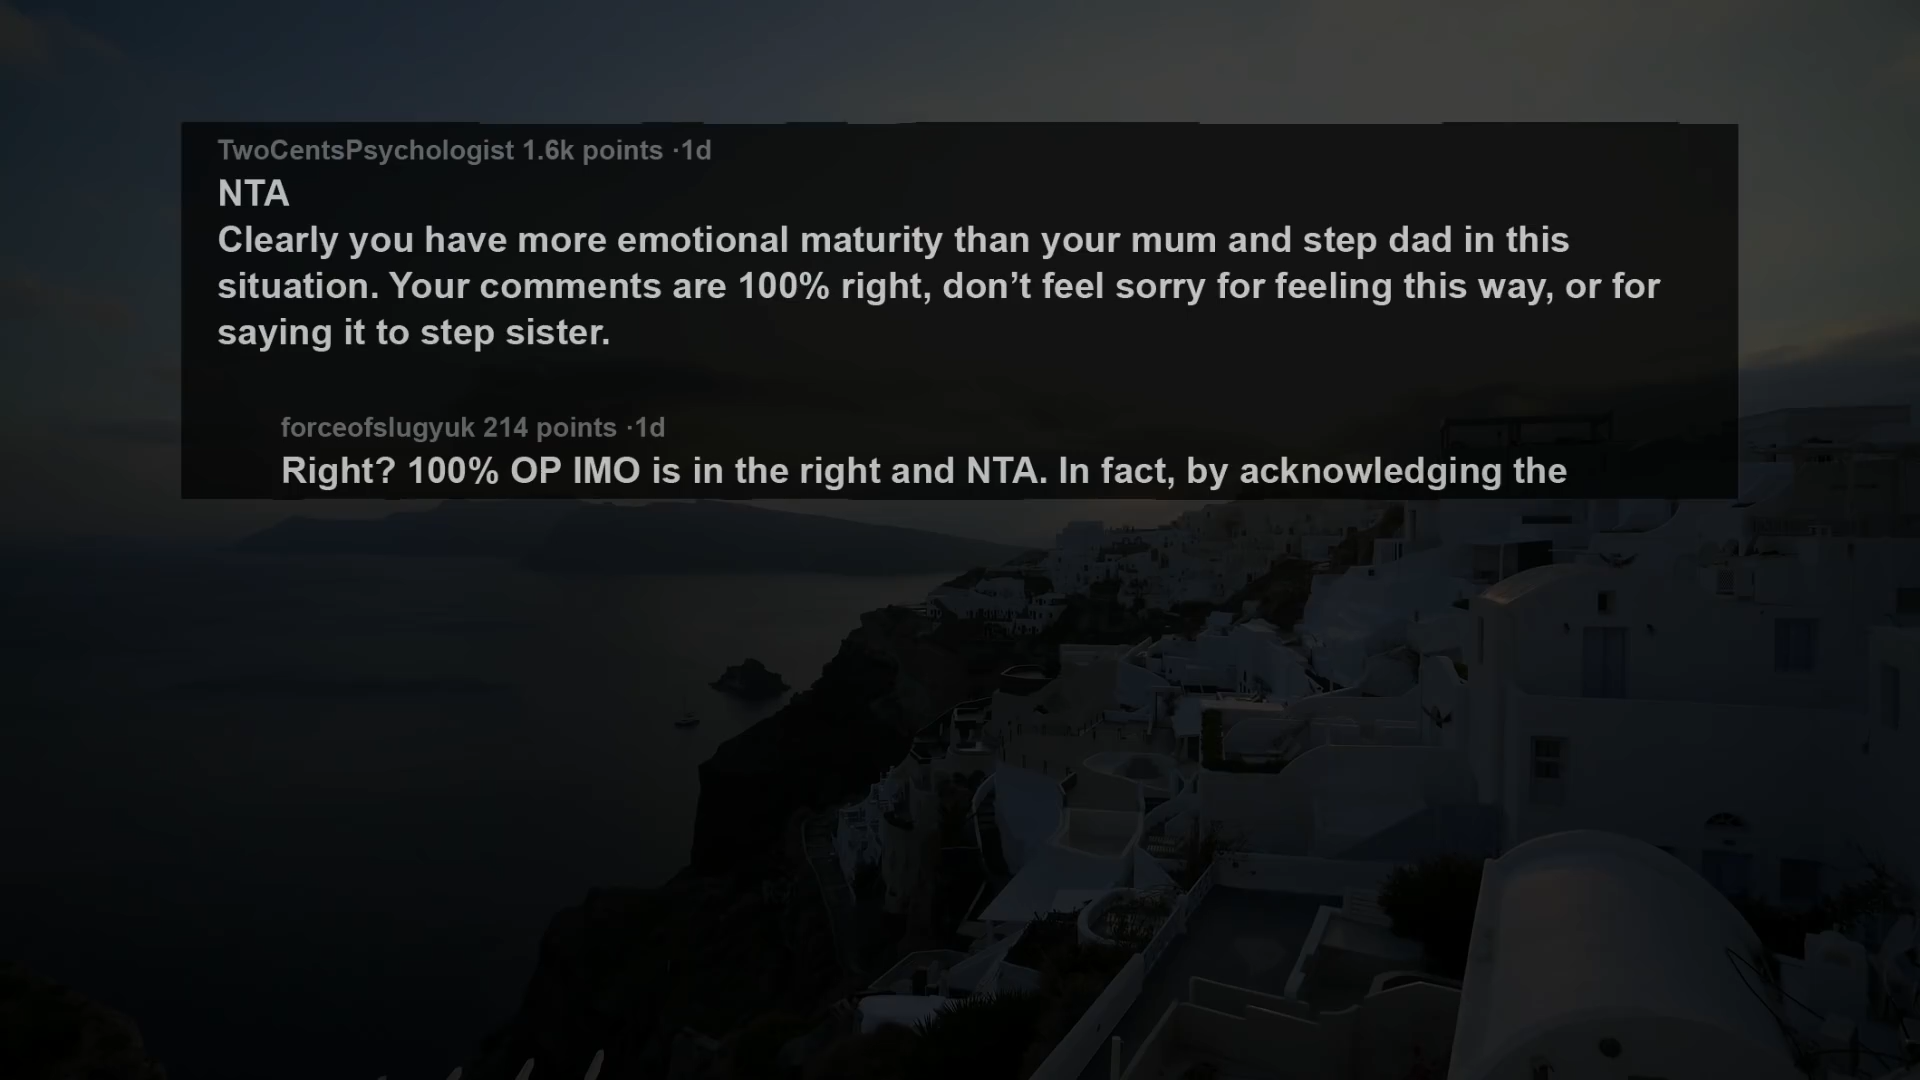 TwoCentsPsychologist 1.6k points ·1d
NTA
Clearly you have more emotional maturity than your mum and step dad in this
situation. Your comments are 100% right, don’t feel sorry for feeling this way, or for
saying it to step sister.
forceofslugyuk 214 points ·1d
Right? 100% OP IMO is in the right and NTA. In fact, by acknowledging the